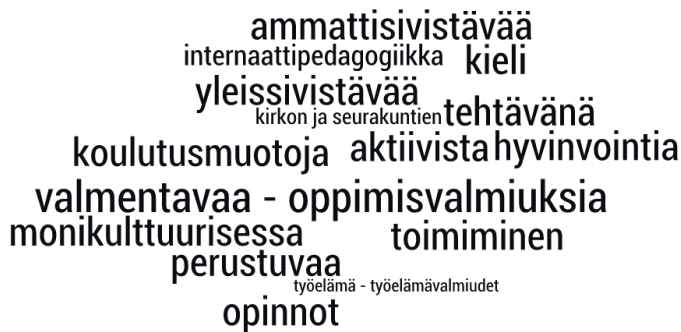 ammattisivistävää
internaattipedagogiikka kieli
yleissivistävää
kirkon ja seurakuntien tehtävänä
koulutusmuotoja aktiivista hyvinvointia
valmentavaa - oppimisvalmiuksia
monikulttuurisessa toimiminen
perustuvaa
työelämä - työelämävalmiudet
opinnot